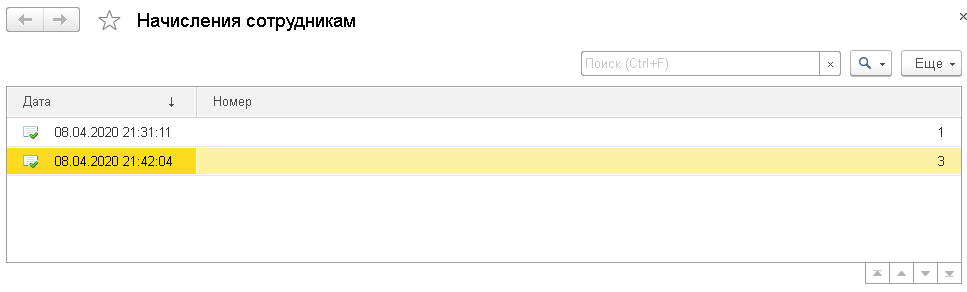 Начисления сотрудникам
Поиск (Ctrl+F)
Еще
Дата Номер
08.04.2020 21:31:11 1
08.04.2020 21:42:04 3